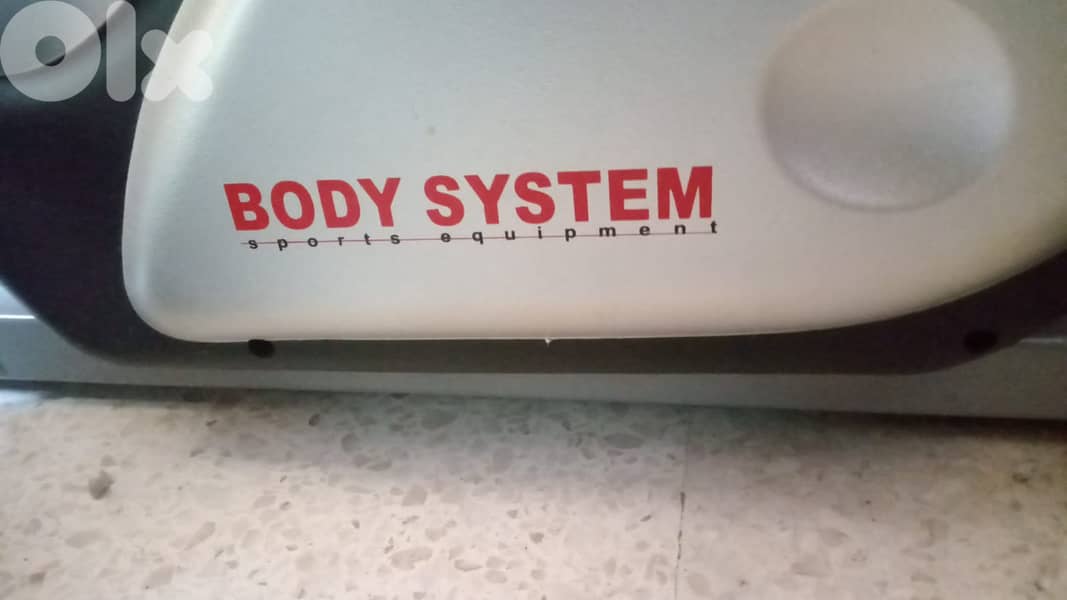 OLX
BODY SYSTEM
sports equipment